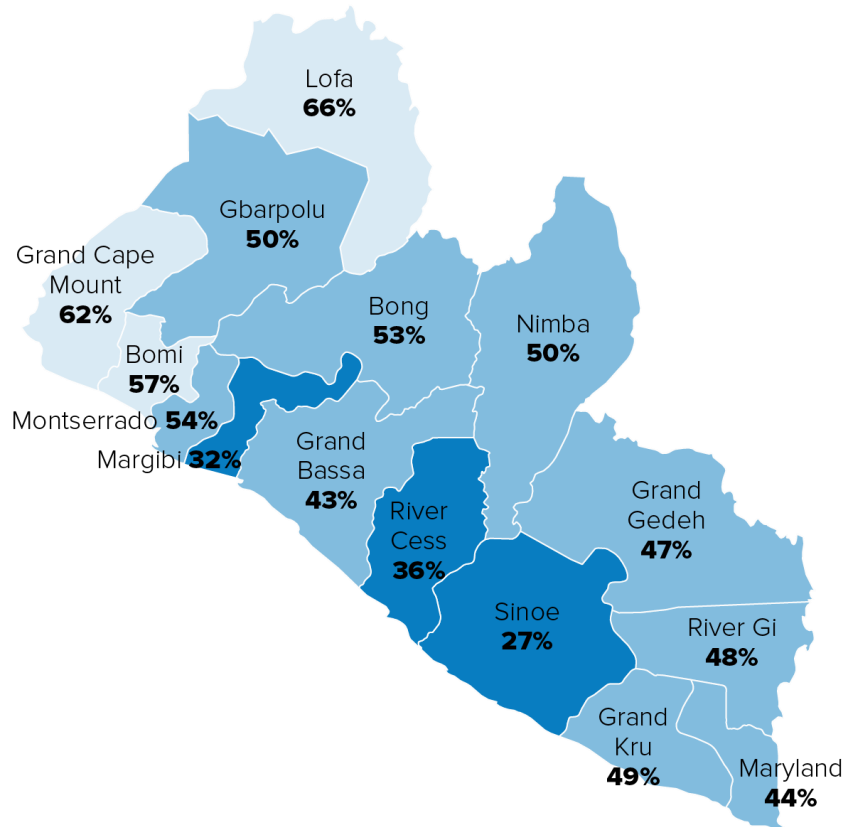 Lofa
66%
Gbarpolu
50%
Grand Cape
Mount
62%
Bong
53%
Nimba
50%
Bomi
57%
Montserrado 54%
Margibi 32%
Grand
Bassa
43%
River
Cess
36%
Grand
Gedeh
47%
Sinoe
27%
River Gi
48%
Grand
Kru
49%
Maryland
44%